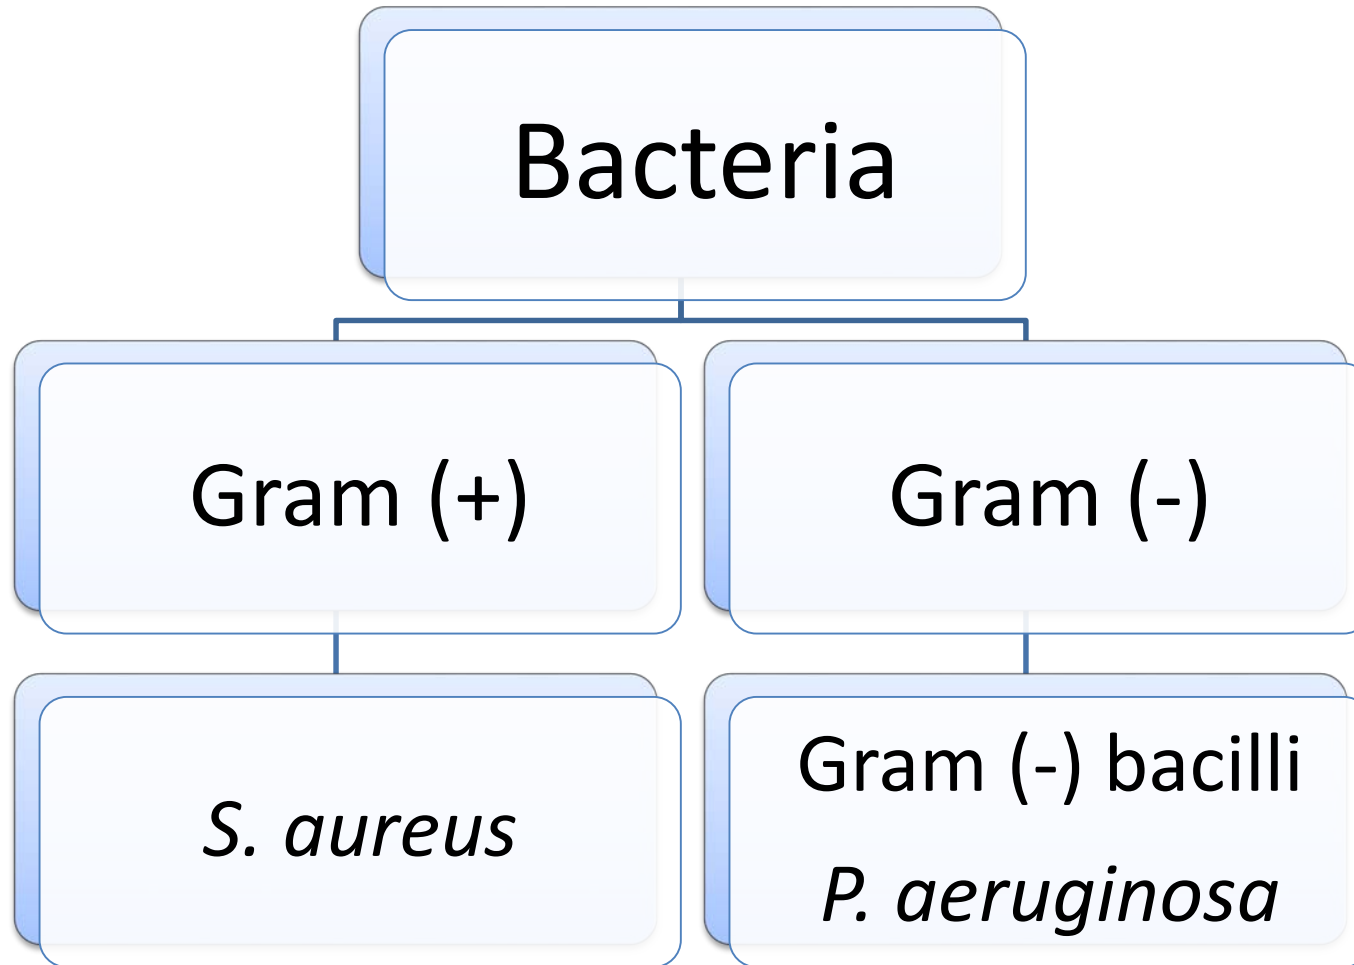 Bacteria
Gram (+)
Gram (-)
S. aureus
Gram (-) bacilli
P. aeruginosa